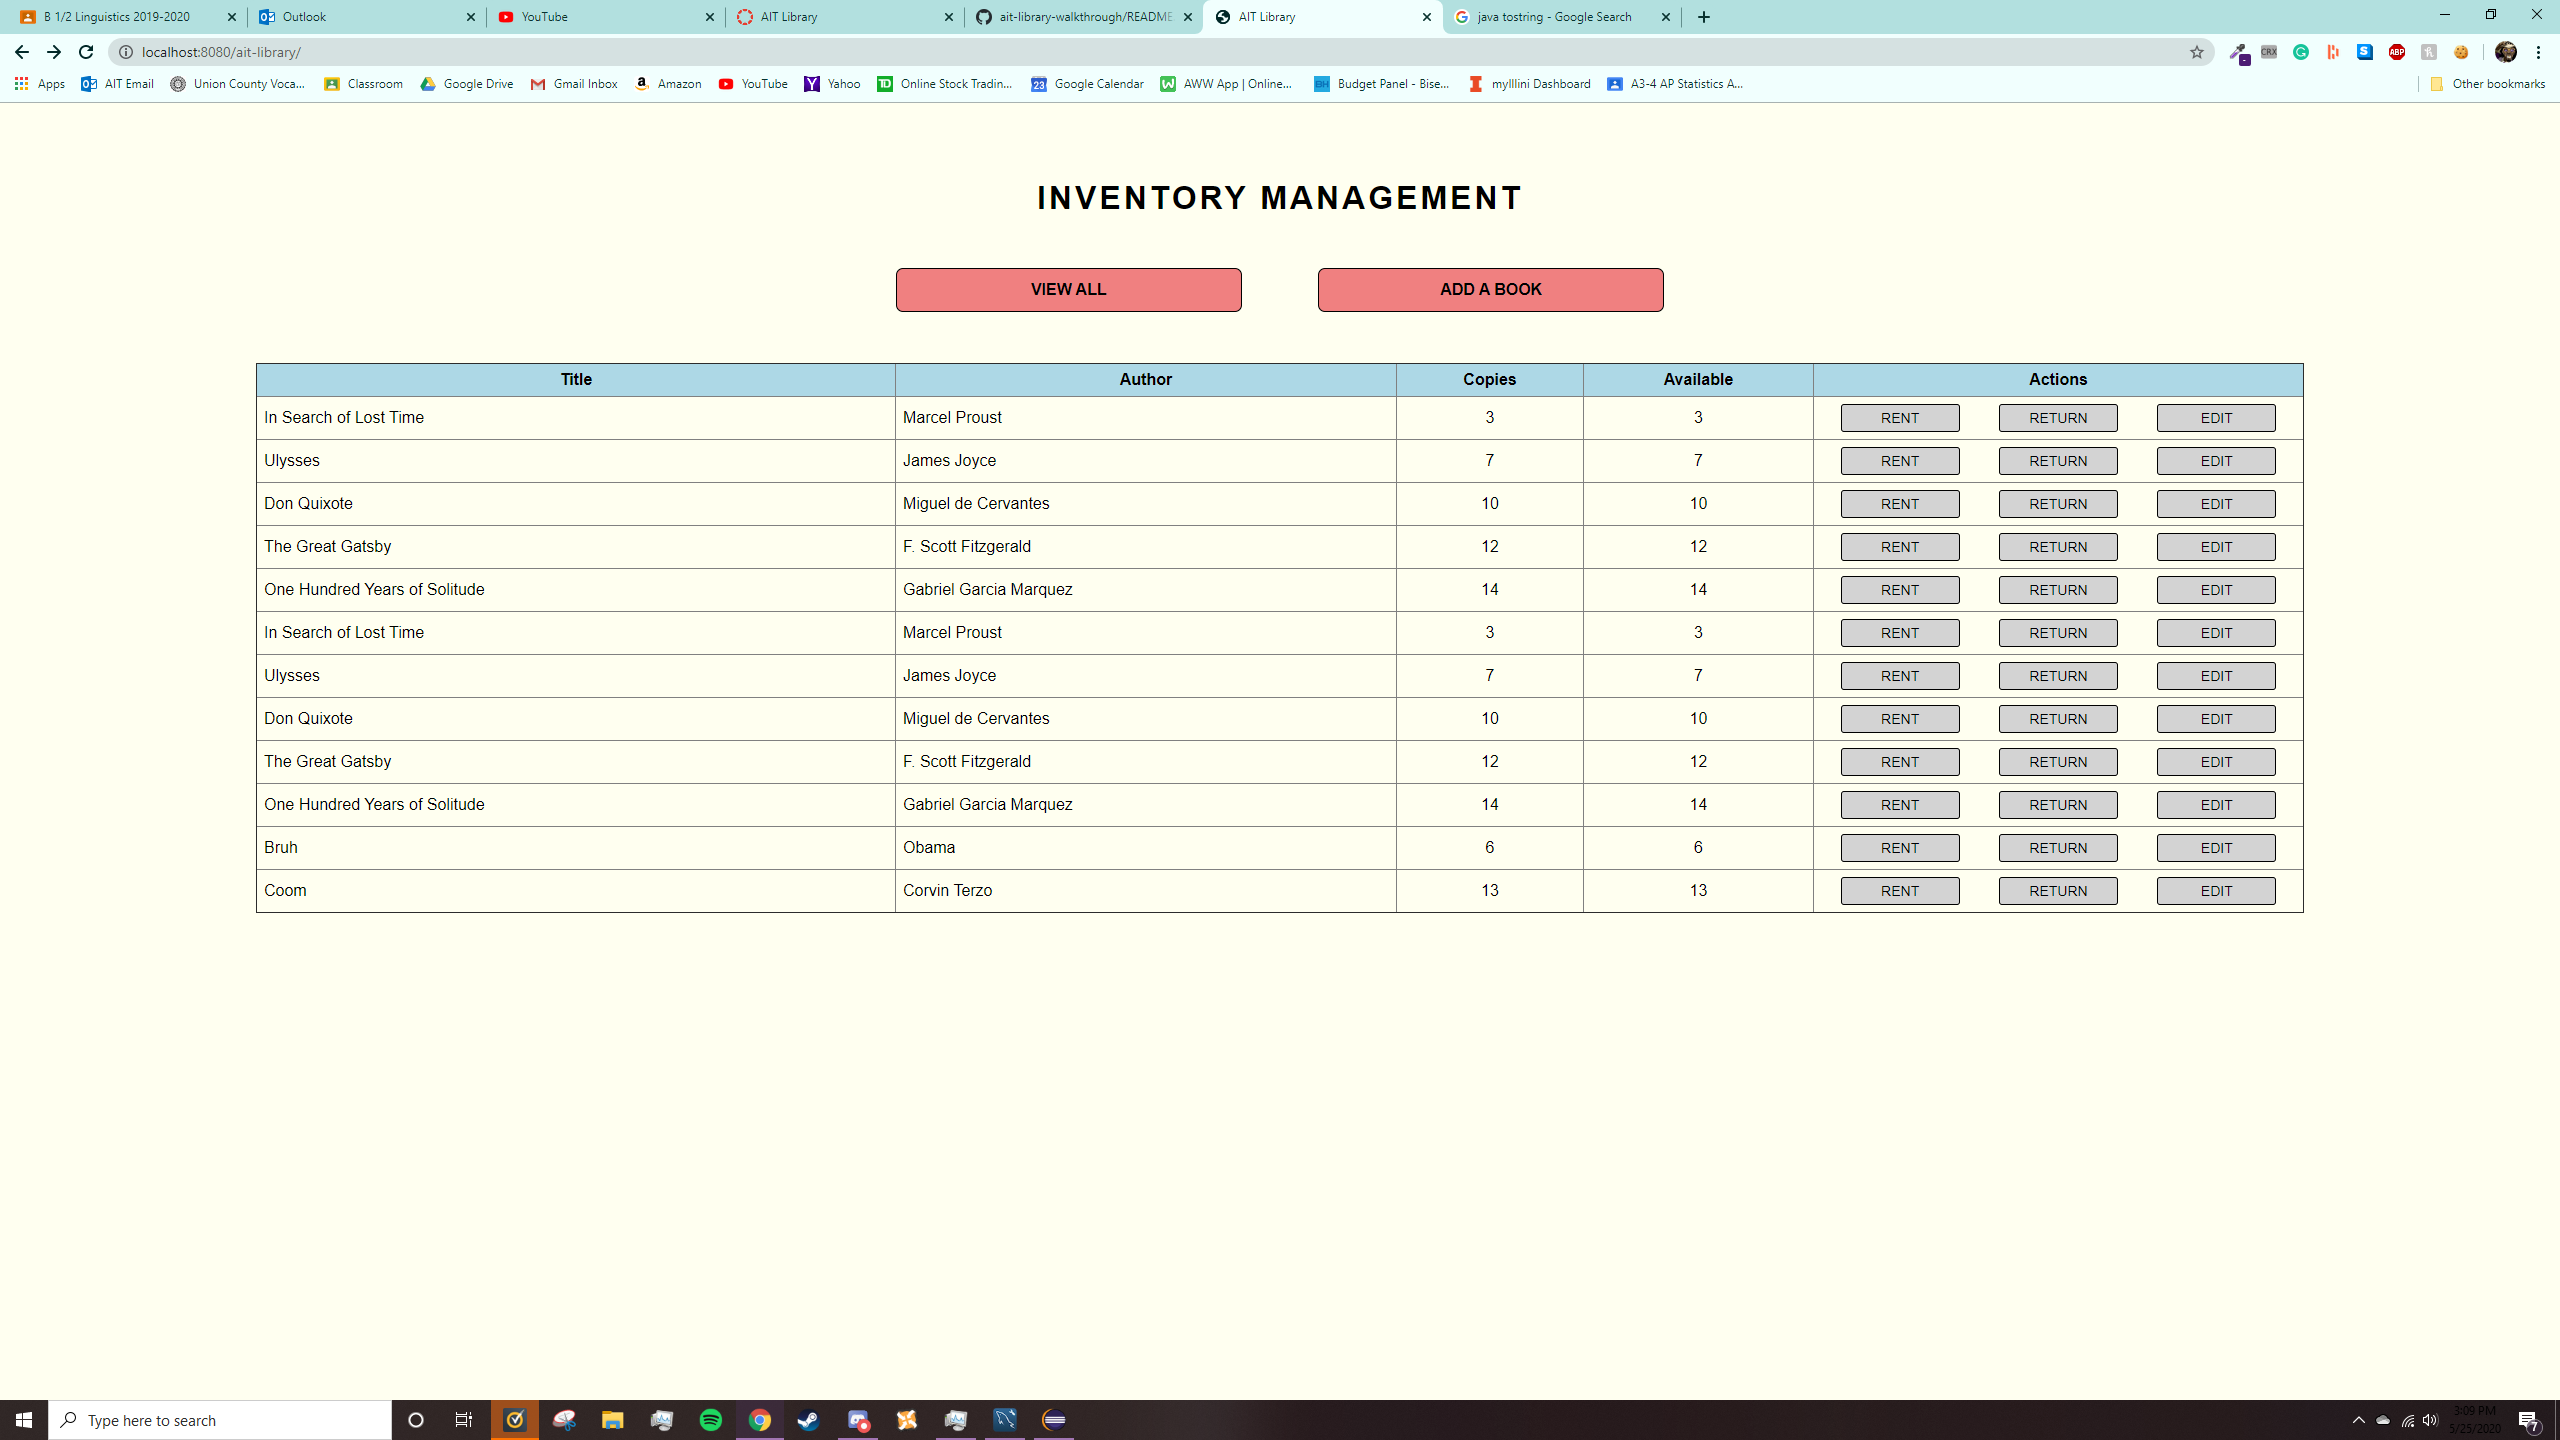 B 1/2 Linguistics 2019-2020 Outlook YouTube AIT Library ait-library-walkthrough/README AIT Library java tostring - Google Search
localhost:8080/ait-library/
Apps AIT Email Union County Voca... Classroom Google Drive Gmail Inbox Amazon YouTube Yahoo Online Stock Tradin... Google Calendar AWW App | Online... Budget Panel - Bise... myIllini Dashboard A3-4 AP Statistics A... Other bookmarks
INVENTORY MANAGEMENT
VIEW ALL ADD A BOOK
Title Author Copies Available Actions
In Search of Lost Time Marcel Proust 3 3 RENT RETURN EDIT
Ulysses James Joyce 7 7 RENT RETURN EDIT
Don Quixote Miguel de Cervantes 10 10 RENT RETURN EDIT
The Great Gatsby F. Scott Fitzgerald 12 12 RENT RETURN EDIT
One Hundred Years of Solitude Gabriel Garcia Marquez 14 14 RENT RETURN EDIT
In Search of Lost Time Marcel Proust 3 3 RENT RETURN EDIT
Ulysses James Joyce 7 7 RENT RETURN EDIT
Don Quixote Miguel de Cervantes 10 10 RENT RETURN EDIT
The Great Gatsby F. Scott Fitzgerald 12 12 RENT RETURN EDIT
One Hundred Years of Solitude Gabriel Garcia Marquez 14 14 RENT RETURN EDIT
Bruh Obama 6 6 RENT RETURN EDIT
Coom Corvin Terzo 13 13 RENT RETURN EDIT
Type here to search
3:09 PM
5/25/2020
7